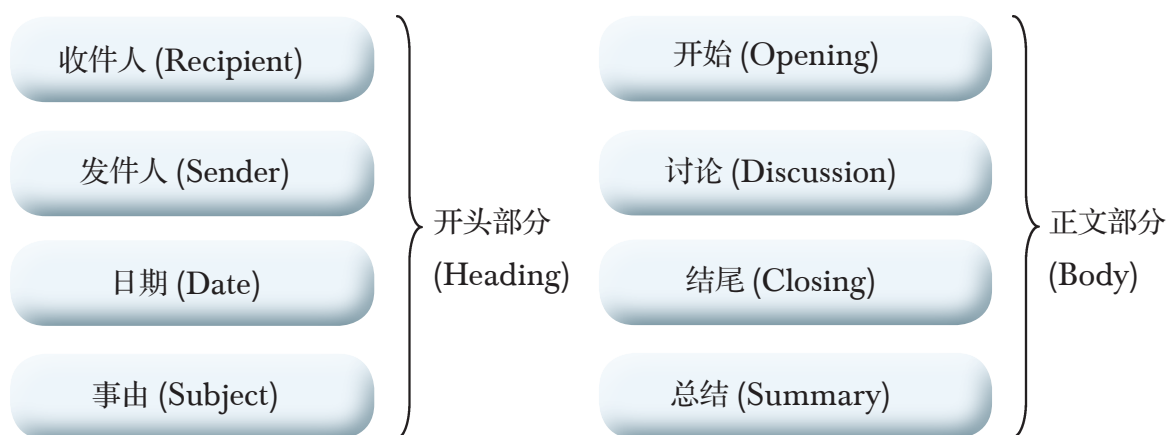 收件人 (Recipient)
发件人 (Sender)
日期 (Date)
事由 (Subject)
开头部分
(Heading)
开始 (Opening)
讨论 (Discussion)
结尾 (Closing)
总结 (Summary)
正文部分
(Body)